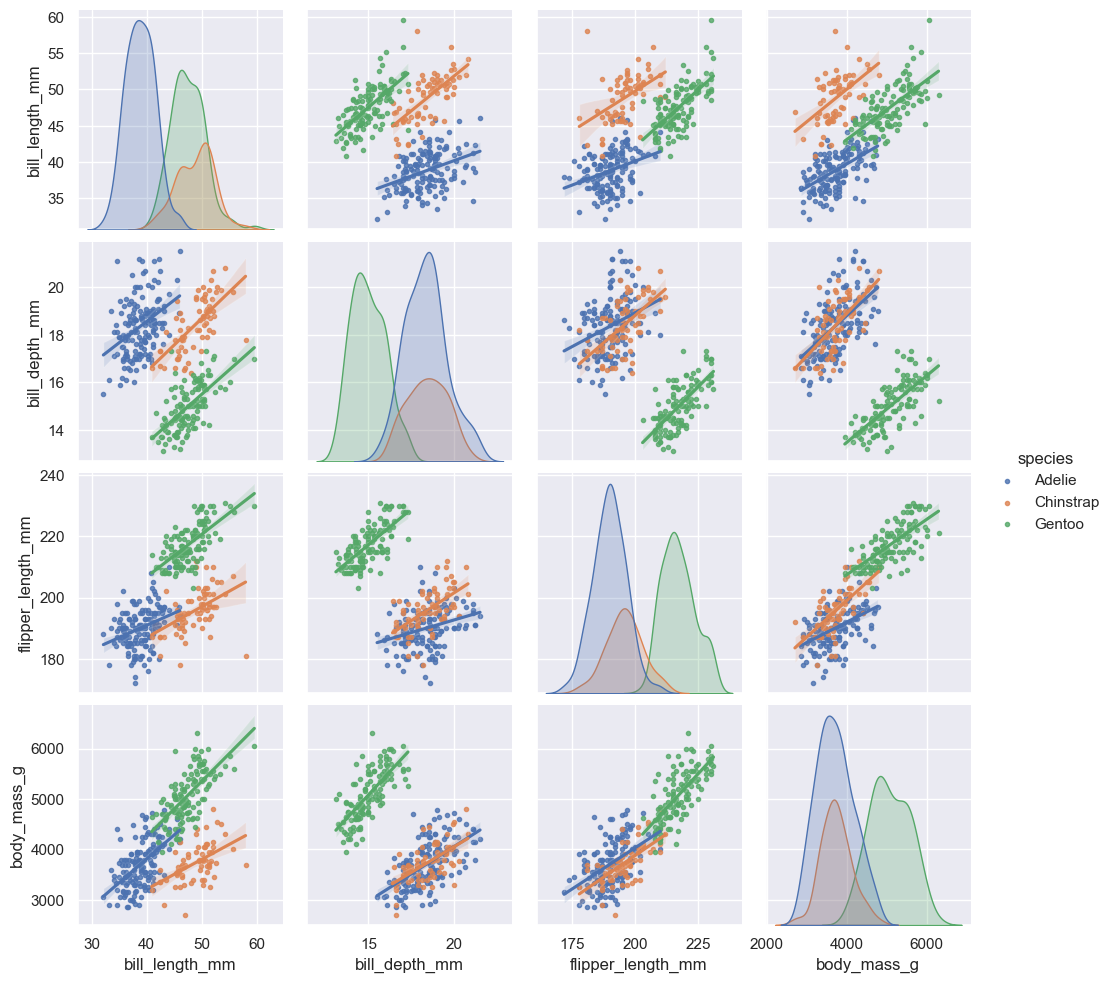 60
55
50
45
40
35
bill_length_mm
20
18
16
14
bill_depth_mm
240
220
200
180
flipper_length_mm
6000
5000
4000
3000
body_mass_g
30 40 50 60
bill_length_mm
15 20
bill_depth_mm
175 200 225
flipper_length_mm
2000 4000 6000
body_mass_g
species
Adelie
Chinstrap
Gentoo